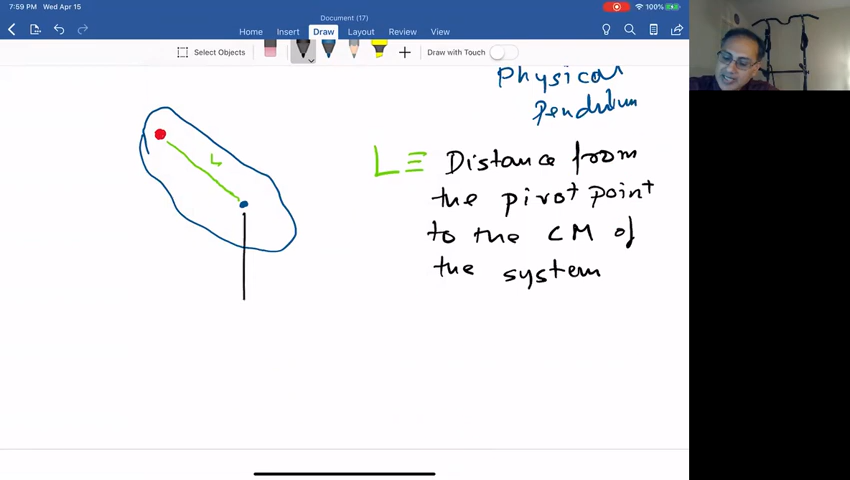 7:59 PM Wed Apr 15
100%
Document (17)
Home Insert Draw Layout Review View
Select Objects
Draw with Touch
Physical
Pendulum
L
L ≡ Distance from
the pivot point
to the CM of
the system